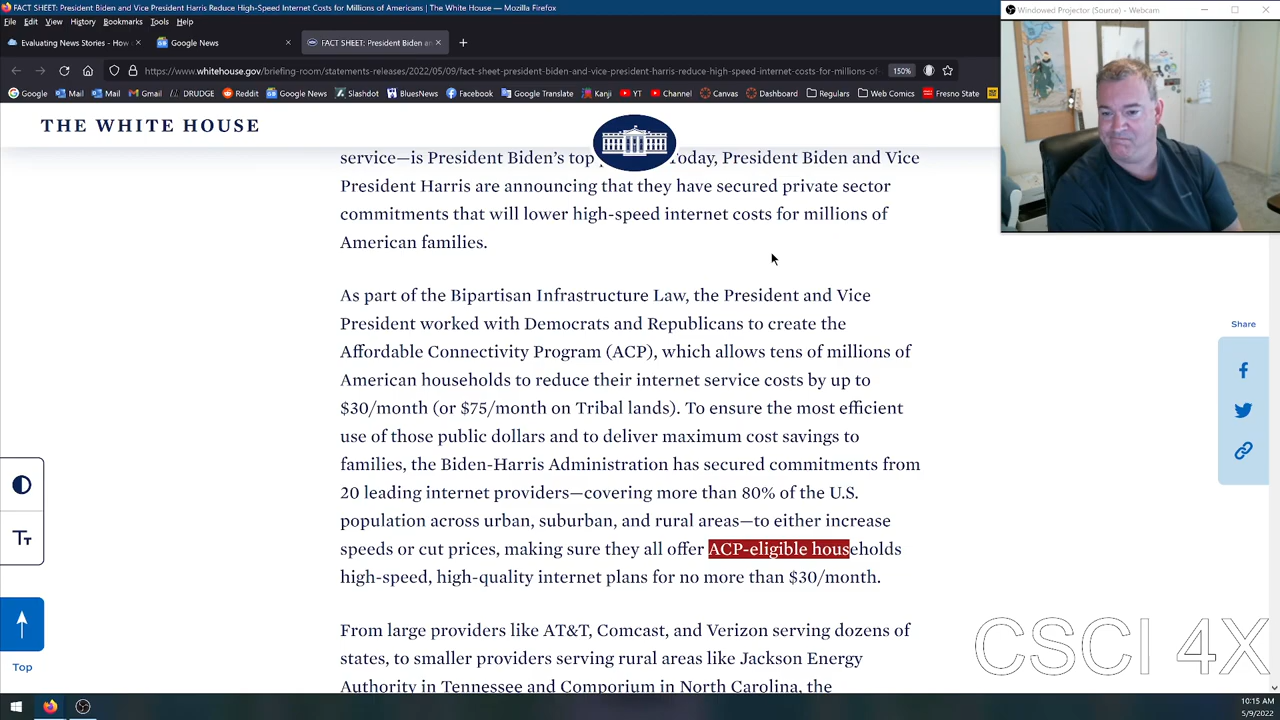 FACT SHEET: President Biden and Vice President Harris Reduce High-Speed Internet Costs for Millions of Americans | The White House — Mozilla Firefox
Windowed Projector (Source) - Webcam
File Edit View History Bookmarks Tools Help
Evaluating News Stories - How
Google News
FACT SHEET: President Biden an
https://www.whitehouse.gov/briefing-room/statements-releases/2022/05/09/fact-sheet-president-biden-and-vice-president-harris-reduce-high-speed-internet-costs-for-millions-of-
150%
Google Mail Mail Gmail DRUDGE Reddit Google News Slashdot BlueshNews Facebook Google Translate Kanji YT Channel Canvas Dashboard Regulars Web Comics Fresno State
THE WHITE HOUSE
service—is President Biden's top Today, President Biden and Vice
President Harris are announcing that they have secured private sector
commitments that will lower high-speed internet costs for millions of
American families.
As part of the Bipartisan Infrastructure Law, the President and Vice
President worked with Democrats and Republicans to create the
Affordable Connectivity Program (ACP), which allows tens of millions of
American households to reduce their internet service costs by up to
$30/month (or $75/month on Tribal lands). To ensure the most efficient
use of those public dollars and to deliver maximum cost savings to
families, the Biden-Harris Administration has secured commitments from
20 leading internet providers—covering more than 80% of the U.S.
population across urban, suburban, and rural areas—to either increase
speeds or cut prices, making sure they all offer ACP-eligible households
high-speed, high-quality internet plans for no more than $30/month.
From large providers like AT&T, Comcast, and Verizon serving dozens of
states, to smaller providers serving rural areas like Jackson Energy
Authority in Tennessee and Comporium in North Carolina, the
Share
Top
CSCI 4X
10:15 AM
5/9/2022